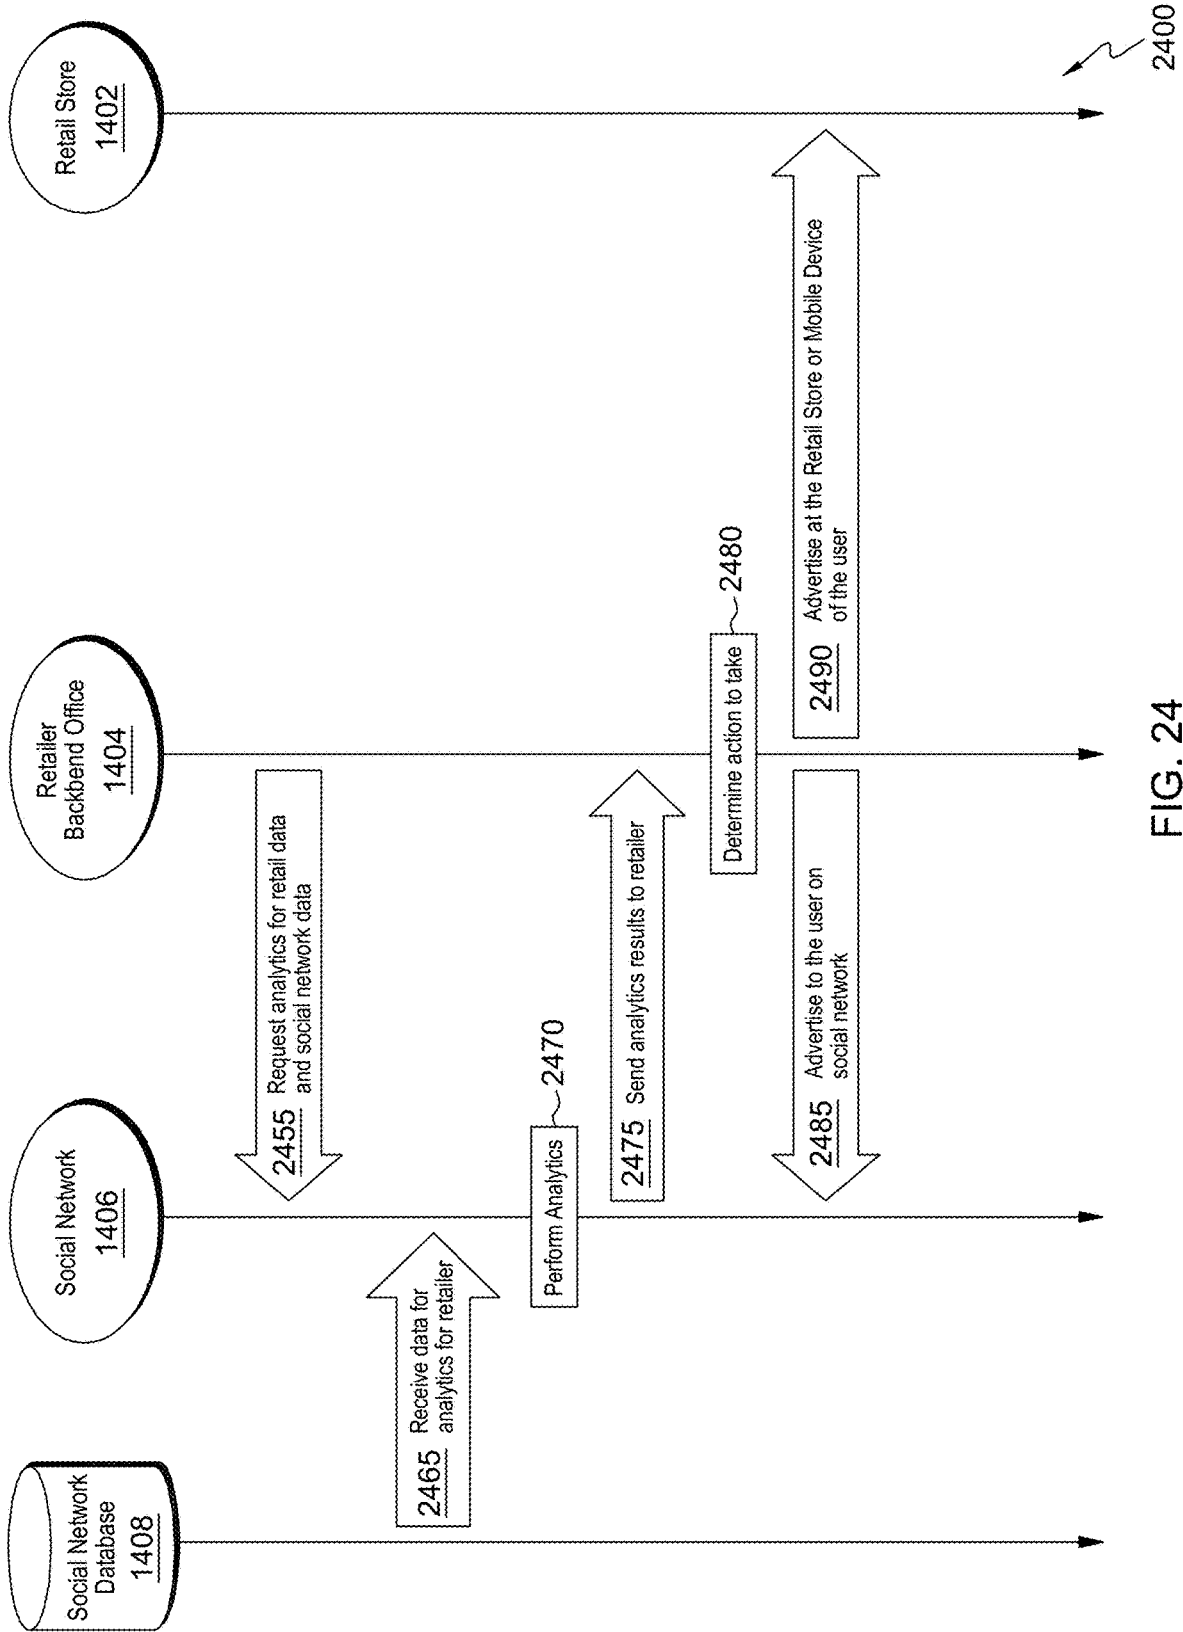 Social Network
Database
1408
Social Network
1406
Retailer
Backbend Office
1404
Retail Store
1402
2455 Request analytics for retail data
and social network data
2465 Receive data for
analytics for retailer
Perform Analytics
2470
2475 Send analytics results to retailer
Determine action to take
2480
2485 Advertise to the user on
social network
2490 Advertise at the Retail Store or Mobile Device
of the user
2400
FIG. 24